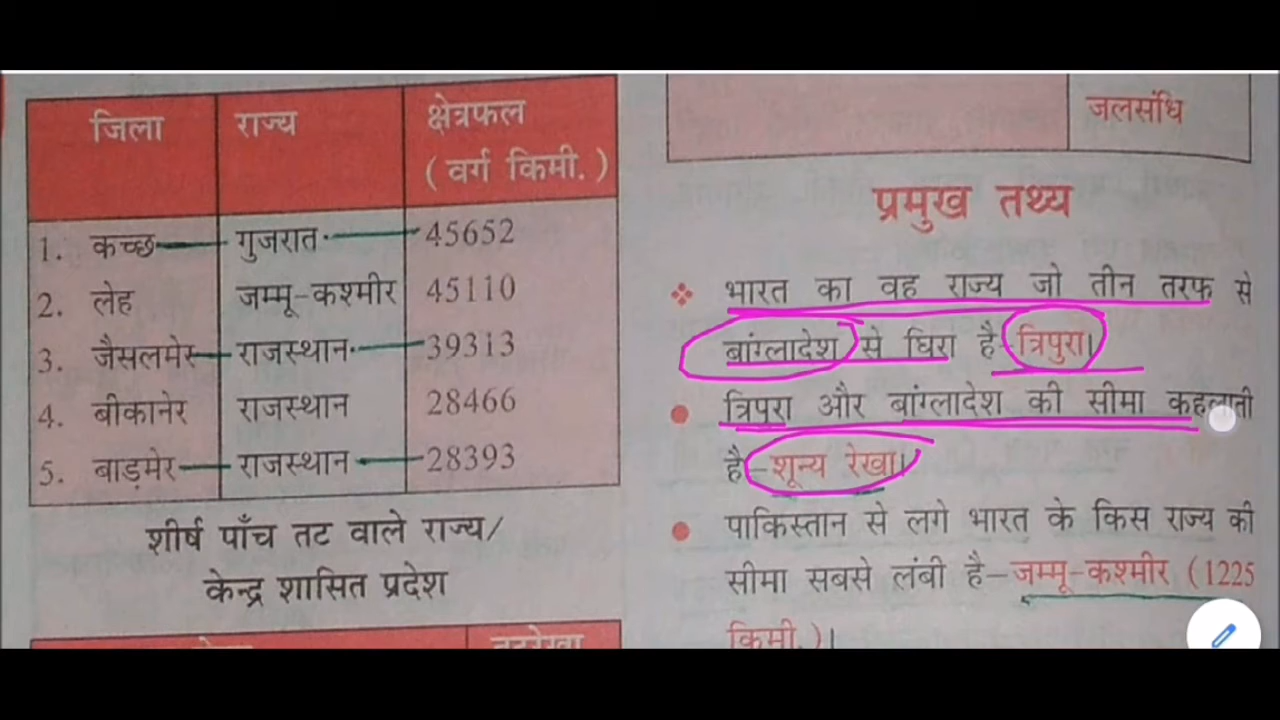 जिला राज्य क्षेत्रफल
( वर्ग किमी. )
1. कच्छ गुजरात 45652
2. लेह जम्मू-कश्मीर 45110
3. जैसलमेर राजस्थान 39313
4. बीकानेर राजस्थान 28466
5. बाड़मेर राजस्थान 28393
शीर्ष पाँच तट वाले राज्य/
केन्द्र शासित प्रदेश
जलसंधि
प्रमुख तथ्य
भारत का वह राज्य जो तीन तरफ से
बांग्लादेश से घिरा है–त्रिपुरा।
त्रिपुरा और बांग्लादेश की सीमा कहलाती
है–शून्य रेखा।
पाकिस्तान से लगे भारत के किस राज्य की
सीमा सबसे लंबी है–जम्मू-कश्मीर (1225
किमी.)।